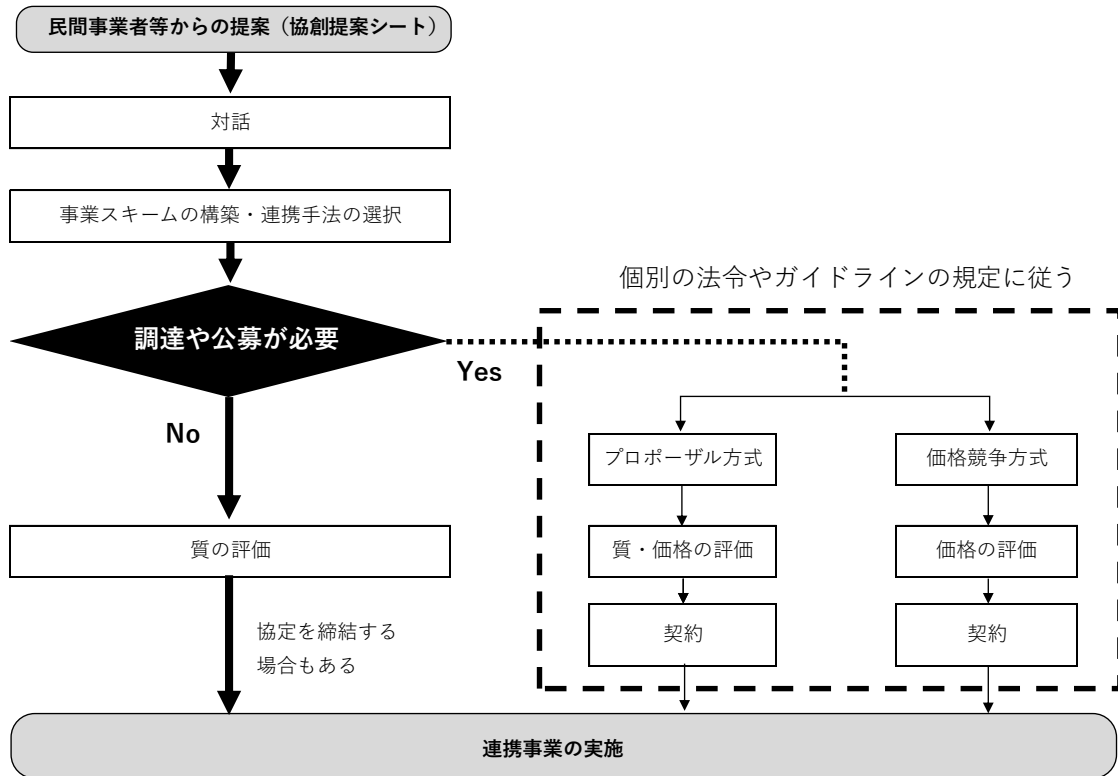 民間事業者等からの提案（協創提案シート）
対話
事業スキームの構築・連携手法の選択
個別の法令やガイドラインの規定に従う
調達や公募が必要
Yes
No
プロポーザル方式
価格競争方式
質の評価
質・価格の評価
価格の評価
協定を締結する
場合もある
契約
契約
連携事業の実施